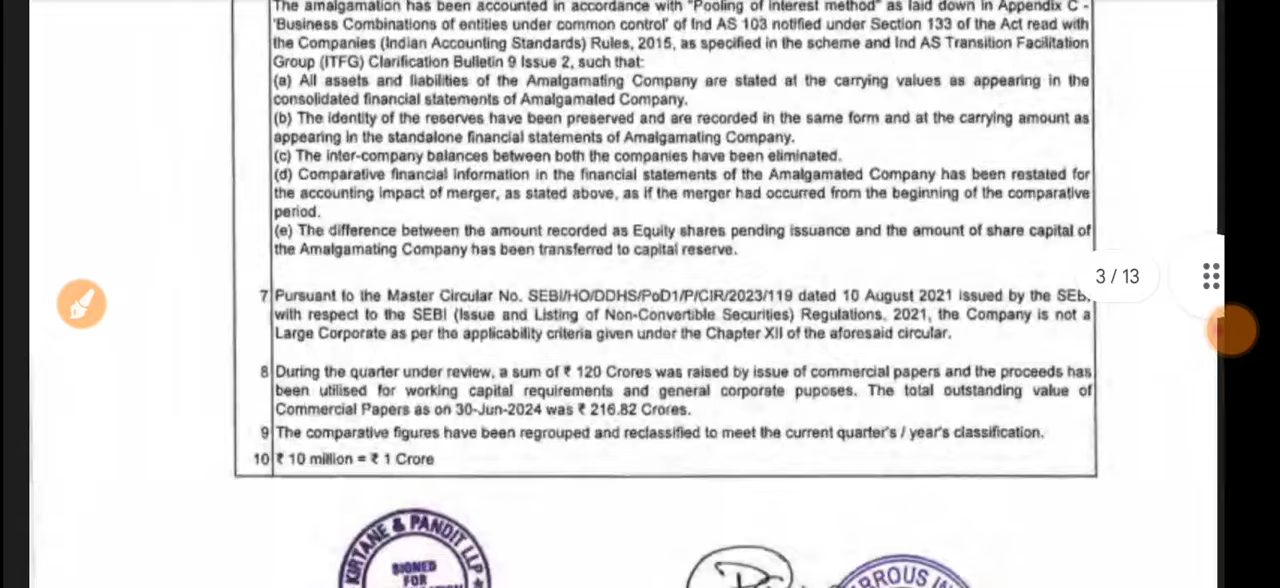 The amalgamation has been accounted in accordance with "Pooling of interest method" as laid down in Appendix C -
'Business Combinations of entities under common control' of Ind AS 103 notified under Section 133 of the Act read with
the Companies (Indian Accounting Standards) Rules, 2015, as specified in the scheme and Ind AS Transition Facilitation
Group (ITFG) Clarification Bulletin 9 Issue 2, such that:
(a) All assets and liabilities of the Amalgamating Company are stated at the carrying values as appearing in the
consolidated financial statements of Amalgamated Company.
(b) The identity of the reserves have been preserved and are recorded in the same form and at the carrying amount as
appearing in the standalone financial statements of Amalgamating Company.
(c) The inter-company balances between both the companies have been eliminated.
(d) Comparative financial information in the financial statements of the Amalgamated Company has been restated for
the accounting impact of merger, as stated above, as if the merger had occurred from the beginning of the comparative
period.
(e) The difference between the amount recorded as Equity shares pending issuance and the amount of share capital of
the Amalgamating Company has been transferred to capital reserve.
3 / 13
7 Pursuant to the Master Circular No. SEBI/HO/DDHS/PoD1/P/CIR/2023/119 dated 10 August 2021 issued by the
with respect to the SEBI (Issue and Listing of Non-Convertible Securities) Regulations, 2021, the Company is not a
Large Corporate as per the applicability criteria given under the Chapter XII of the aforesaid circular.
8 During the quarter under review, a sum of ₹ 120 Crores was raised by issue of commercial papers and the proceeds has
been utilised for working capital requirements and general corporate puposes. The total outstanding value of
Commercial Papers as on 30-Jun-2024 was ₹ 216.82 Crores.
9 The comparative figures have been regrouped and reclassified to meet the current quarter's / year's classification.
10 ₹ 10 million = ₹ 1 Crore
KIRTANE & PANDIT LLP
SIGNED
FOR